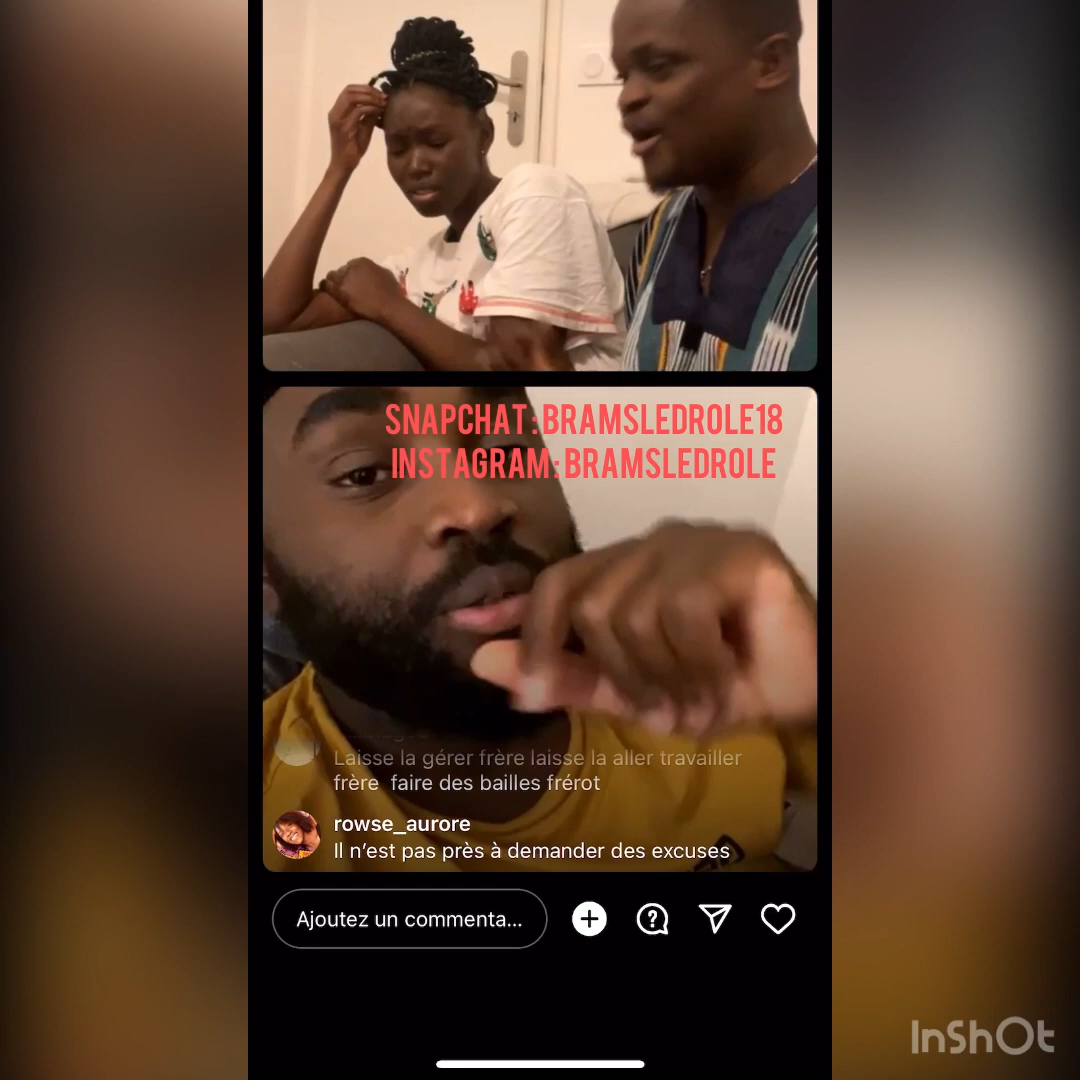 SNAPCHAT : BRAMSLEDROLE18
INSTAGRAM : BRAMSLEDROLE
Laisse la gérer frère laisse la aller travailler
frère faire des bailles frérot
rowse_aurore
Il n’est pas près à demander des excuses
Ajoutez un commenta...
InShOt